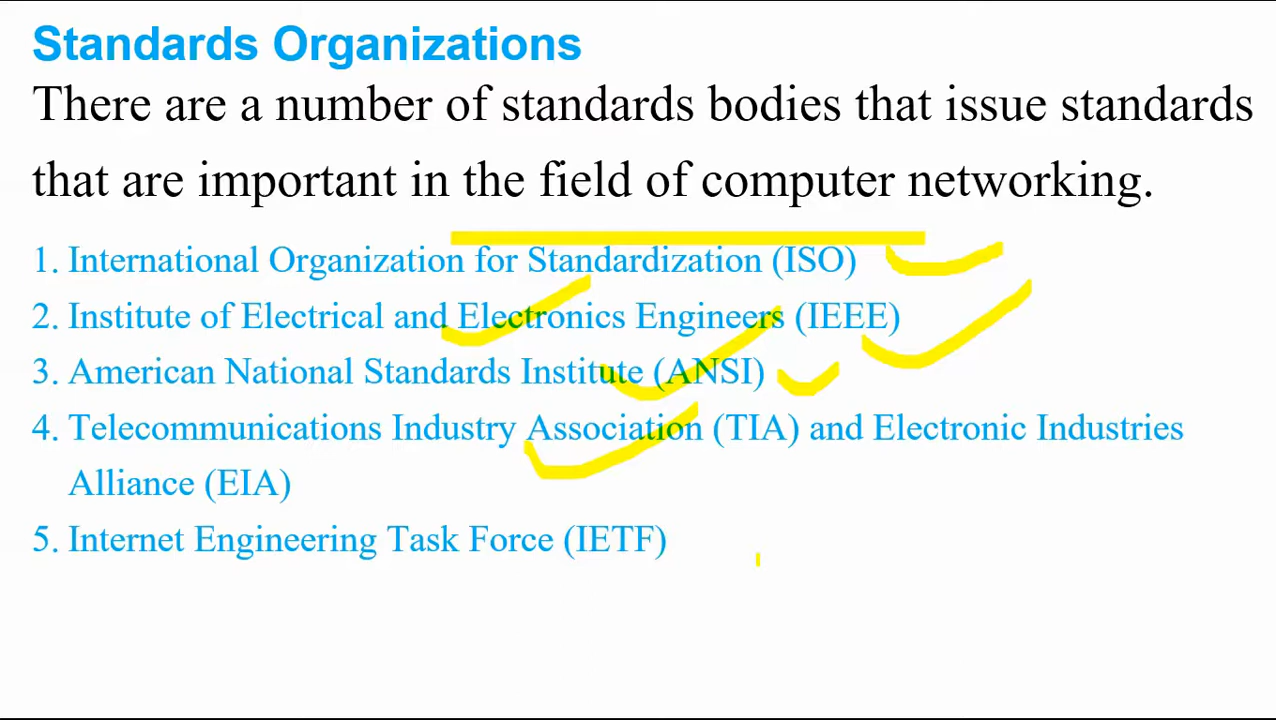 Standards Organizations
There are a number of standards bodies that issue standards
that are important in the field of computer networking.
1. International Organization for Standardization (ISO)
2. Institute of Electrical and Electronics Engineers (IEEE)
3. American National Standards Institute (ANSI)
4. Telecommunications Industry Association (TIA) and Electronic Industries
Alliance (EIA)
5. Internet Engineering Task Force (IETF)